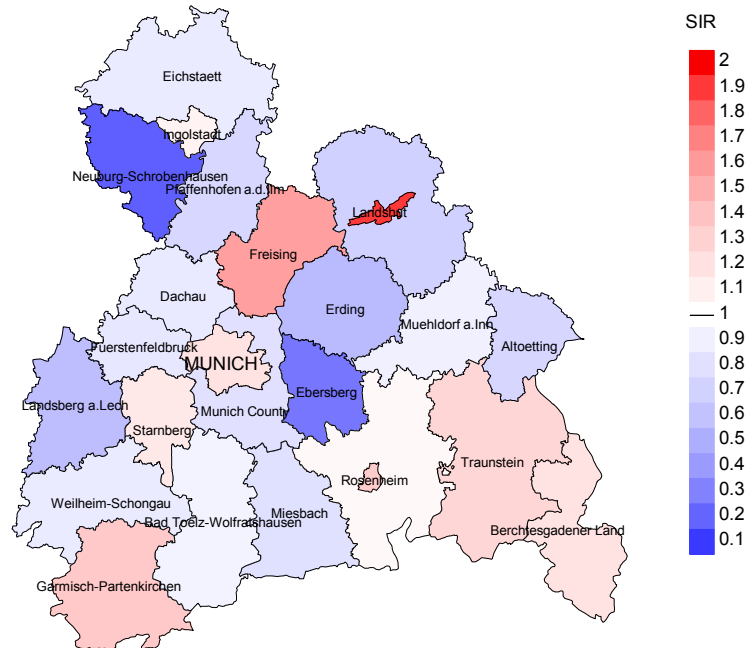 SIR
2
1.9
1.8
1.7
1.6
1.5
1.4
1.3
1.2
1.1
1
0.9
0.8
0.7
0.6
0.5
0.4
0.3
0.2
0.1
Eichstaett
Ingolstadt
Neuburg-Schrobenhausen
Pfaffenhofen a.d.Ilm
Landshut
Freising
Dachau
Erding
Muehldorf a.Inn
Fuerstenfeldbruck
Altoetting
MUNICH
Ebersberg
Landsberg a.Lech
Munich County
Starnberg
Traunstein
Rosenheim
Weilheim-Schongau
Miesbach
Bad Toelz-Wolfratshausen
Berchtesgadener Land
Garmisch-Partenkirchen